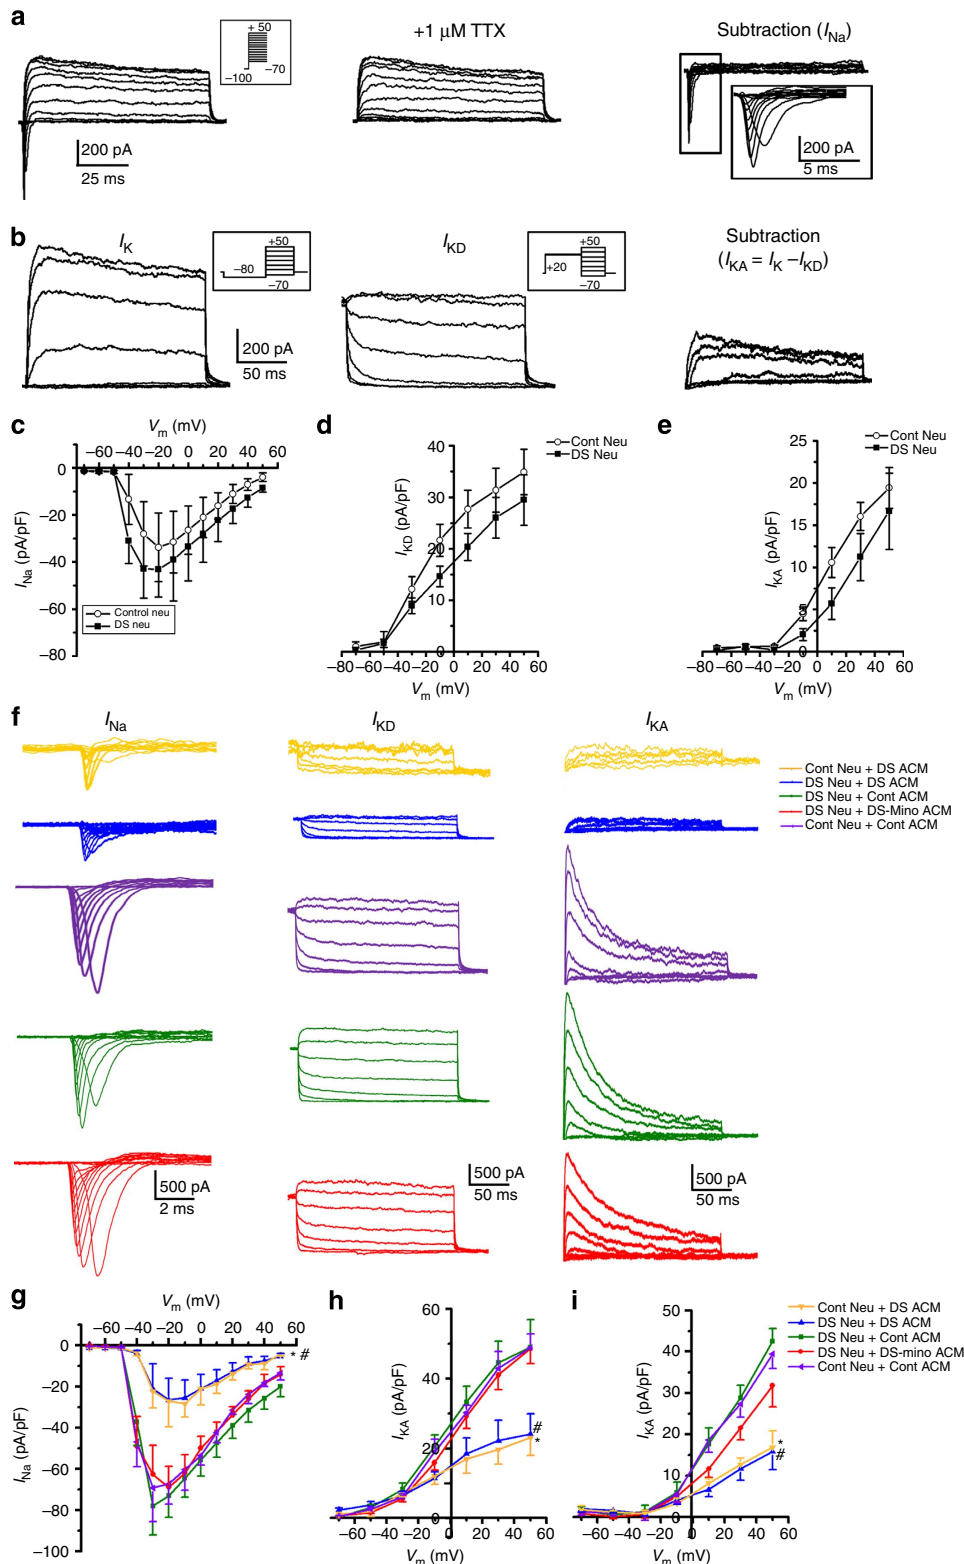 a
+ 50
−100
−70
+1 μM TTX
Subtraction (INa)
200 pA
25 ms
200 pA
5 ms
b
IK
+50
−80
−70
IKD
+50
+20
−70
Subtraction
(IKA = IK −IKD)
200 pA
50 ms
c
Vm (mV)
−80 −60 −40 −20 0 20 40 60
0
−20
−40
−60
−80
INa (pA/pF)
Control neu
DS neu
d
Cont Neu
DS Neu
40
30
20
10
0
IKD (pA/pF)
−80 −60 −40 −20 0 20 40 60
Vm (mV)
e
Cont Neu
DS Neu
25
20
15
10
5
0
IKA (pA/pF)
−80 −60 −40 −20 0 20 40 60
Vm (mV)
f
INa
IKD
IKA
Cont Neu + DS ACM
DS Neu + DS ACM
DS Neu + Cont ACM
DS Neu + DS-Mino ACM
Cont Neu + Cont ACM
500 pA
2 ms
500 pA
50 ms
500 pA
50 ms
g
Vm (mV)
−60 −40 −20 0 20 40 60
0
−20
−40
−60
−80
−100
INa (pA/pF)
* #
h
60
40
20
0
IKA (pA/pF)
#
*
−60 −40 −20 0 20 40 60
Vm (mV)
i
50
40
30
20
10
0
IKA (pA/pF)
*
#
−60 −40 −20 0 20 40 60
Vm (mV)
Cont Neu + DS ACM
DS Neu + DS ACM
DS Neu + Cont ACM
DS Neu + DS-mino ACM
Cont Neu + Cont ACM